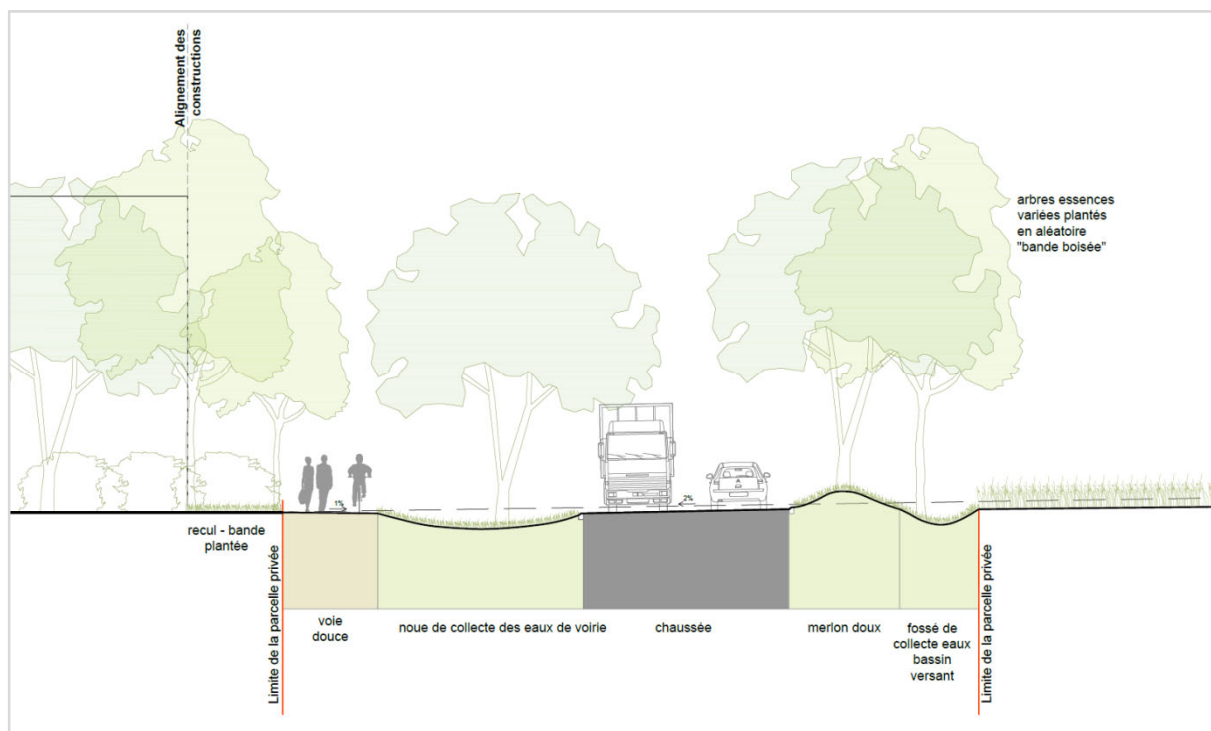 Alignement des
constructions
arbres essences
variées plantés
en aléatoire
"bande boisée"
1%
2%
recul - bande
plantée
Limite de la parcelle privée
voie
douce
noue de collecte des eaux de voirie
chaussée
merlon doux
fossé de
collecte eaux
bassin
versant
Limite de la parcelle privée